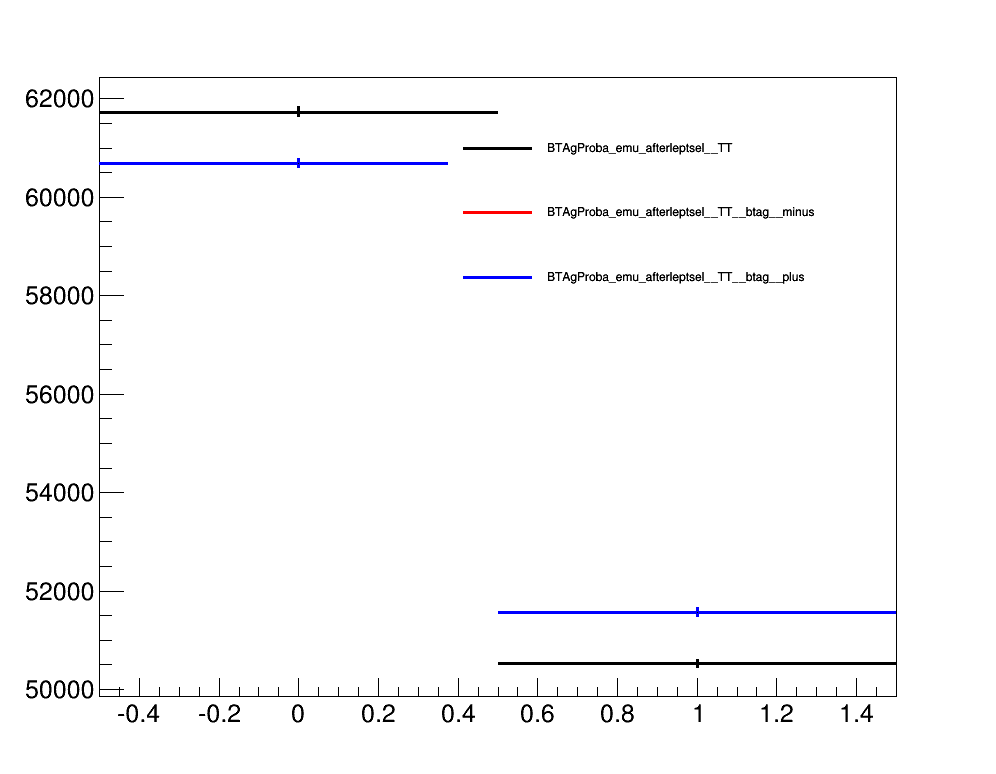 62000
60000
58000
56000
54000
52000
50000
BTAgProba_emu_afterleptsel__TT
BTAgProba_emu_afterleptsel__TT__btag__minus
BTAgProba_emu_afterleptsel__TT__btag__plus
-0.4 -0.2 0 0.2 0.4 0.6 0.8 1 1.2 1.4